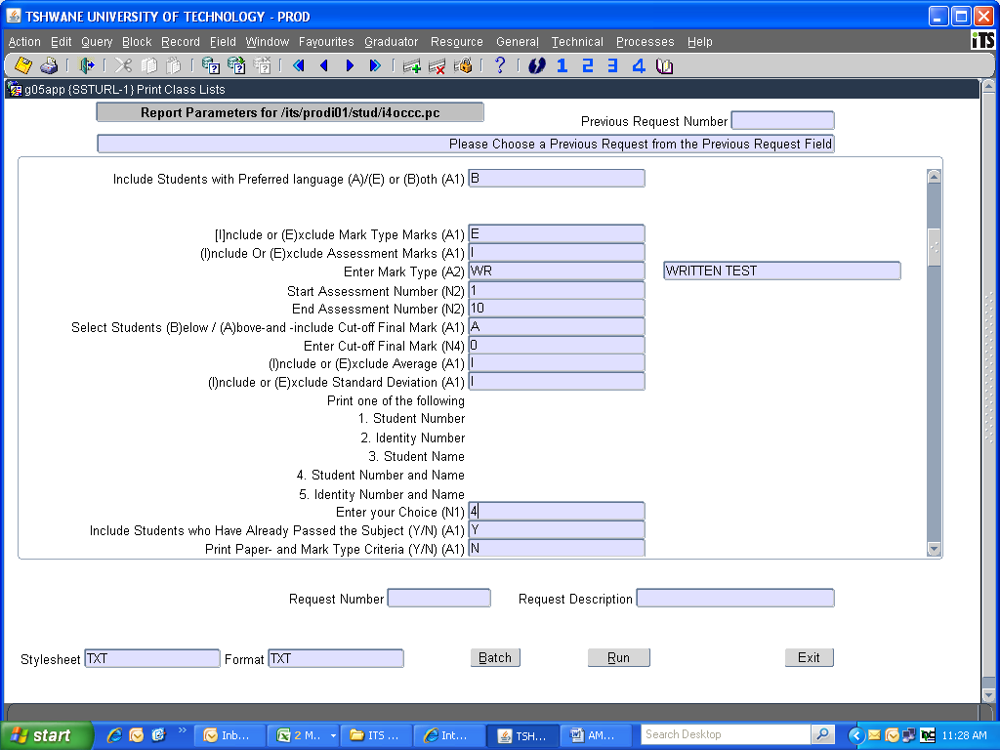 TSHWANE UNIVERSITY OF TECHNOLOGY - PROD
Action Edit Query Block Record Field Window Favourites Graduator Resource General Technical Processes Help
iTS
? 1 2 3 4
g05app {SSTURL-1} Print Class Lists
Report Parameters for /its/prodi01/stud/i4occc.pc
Previous Request Number
Please Choose a Previous Request from the Previous Request Field
Include Students with Preferred language (A)/(E) or (B)oth (A1) B
[I]nclude or (E)xclude Mark Type Marks (A1) E
(I)nclude Or (E)xclude Assessment Marks (A1) I
Enter Mark Type (A2) WR WRITTEN TEST
Start Assessment Number (N2) 1
End Assessment Number (N2) 10
Select Students (B)elow / (A)bove-and -include Cut-off Final Mark (A1) A
Enter Cut-off Final Mark (N4) 0
(I)nclude or (E)xclude Average (A1) I
(I)nclude or (E)xclude Standard Deviation (A1) I
Print one of the following
1. Student Number
2. Identity Number
3. Student Name
4. Student Number and Name
5. Identity Number and Name
Enter your Choice (N1) 4
Include Students who Have Already Passed the Subject (Y/N) (A1) Y
Print Paper- and Mark Type Criteria (Y/N) (A1) N
Request Number Request Description
Stylesheet TXT Format TXT Batch Run Exit
start Inb... 2 M... ITS ... Int... TSH... AM... Search Desktop 11:28 AM